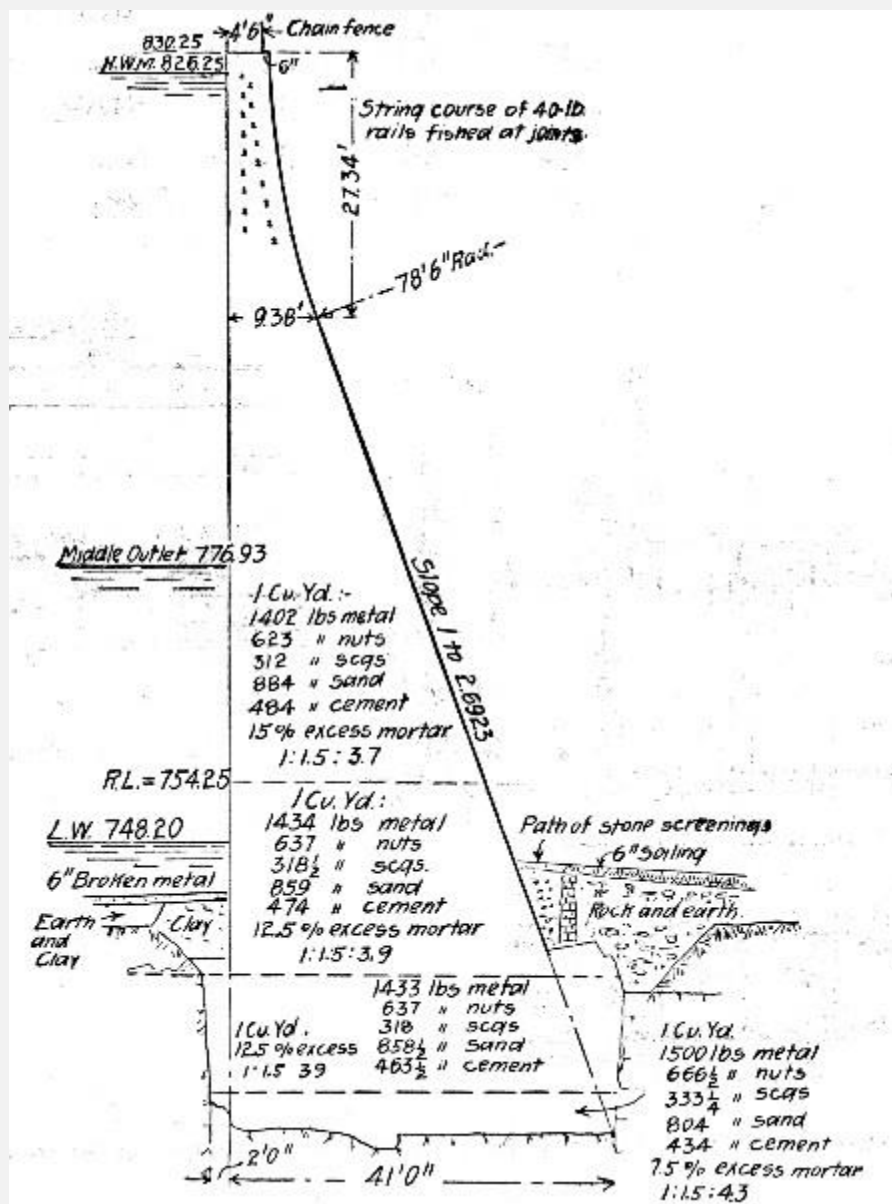 4'6" Chain fence
830.25
H.W.M. 826.25
6"
String course of 40-lb.
rails fished at joints.
27.34'
78'6" Rad.
9.38'
Middle Outlet 776.93
Slope 1 to 2.6923
1 Cu. Yd.:-
1402 lbs metal
623 " nuts
312 " scgs
884 " sand
484 " cement
15% excess mortar
1:1.5:3.7
R.L.=754.25
1 Cu. Yd.:
1434 lbs metal
637 " nuts
318½ " scgs.
859 " sand
474 " cement
12.5% excess mortar
1:1.5:3.9
L.W. 748.20
6" Broken metal
Earth
and
Clay
Clay
Path of stone screenings
6" Soiling
Rock and earth.
1433 lbs metal
637 " nuts
318 " scgs
858½ " sand
463½ " cement
1 Cu. Yd.
12.5% excess
1:1.5 3.9
1 Cu. Yd.
1500 lbs metal
666½ " nuts
333¼ " scgs
804 " sand
434 " cement
7.5% excess mortar
1:1.5:4.3
2'0"
41'0"